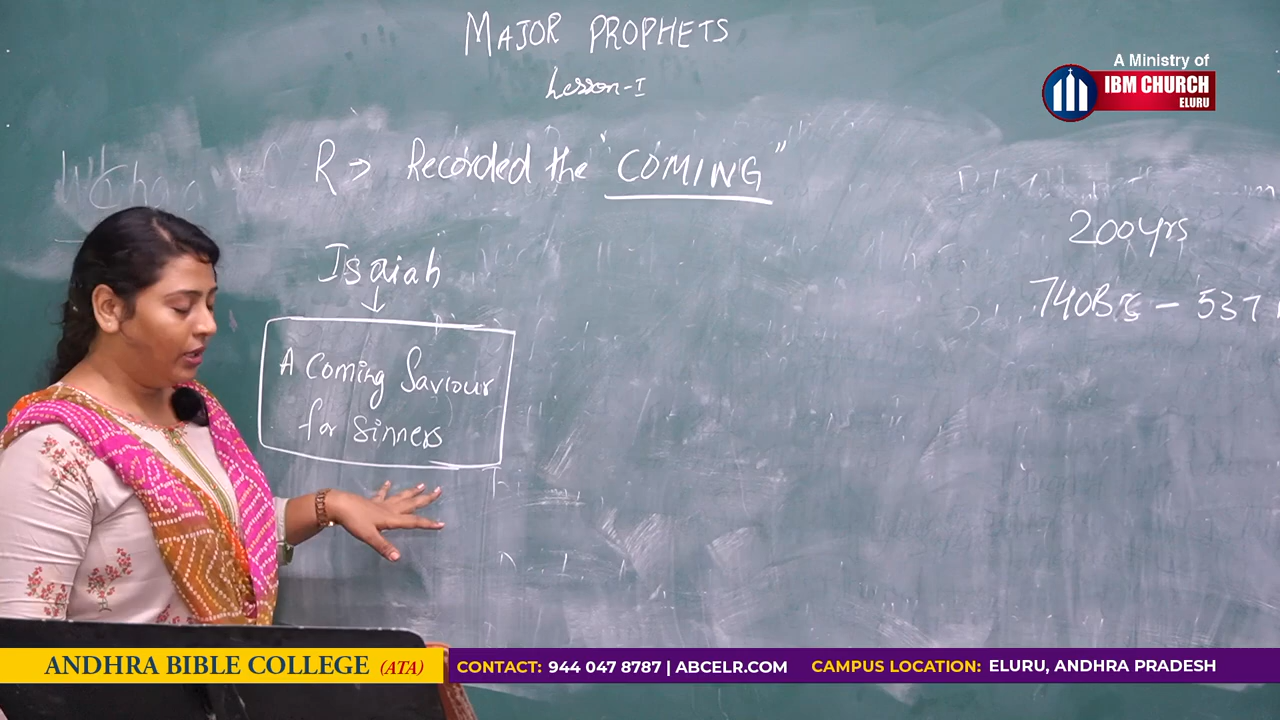 MAJOR PROPHETS
Lesson-I
A Ministry of
IBM CHURCH
ELURU
R → Recorded the "COMING"
200yrs
Isaiah
740BC - 537
A Coming Saviour
for Sinners
ANDHRA BIBLE COLLEGE (ATA)
CONTACT: 944 047 8787 | ABCELR.COM
CAMPUS LOCATION: ELURU, ANDHRA PRADESH